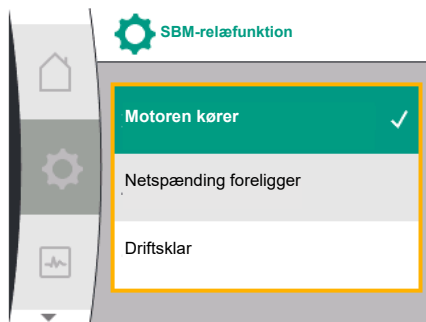 SBM-relæfunktion
Motoren kører
Netspænding foreligger
Driftsklar